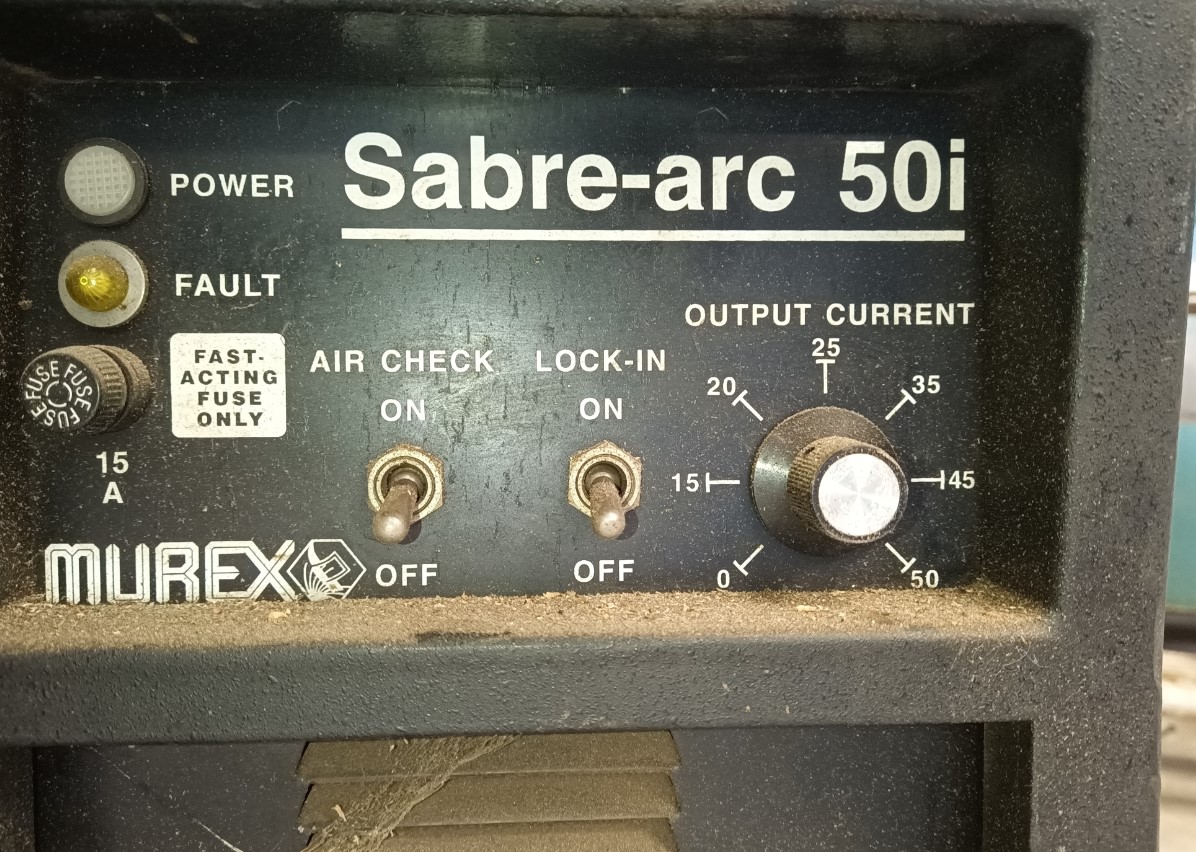 Sabre-arc 50i
POWER
FAULT
FAST-
ACTING
FUSE
ONLY
FUSE FUSE FUSE
15
A
AIR CHECK
ON
OFF
LOCK-IN
ON
OFF
OUTPUT CURRENT
0
15
20
25
35
45
50
MUREX